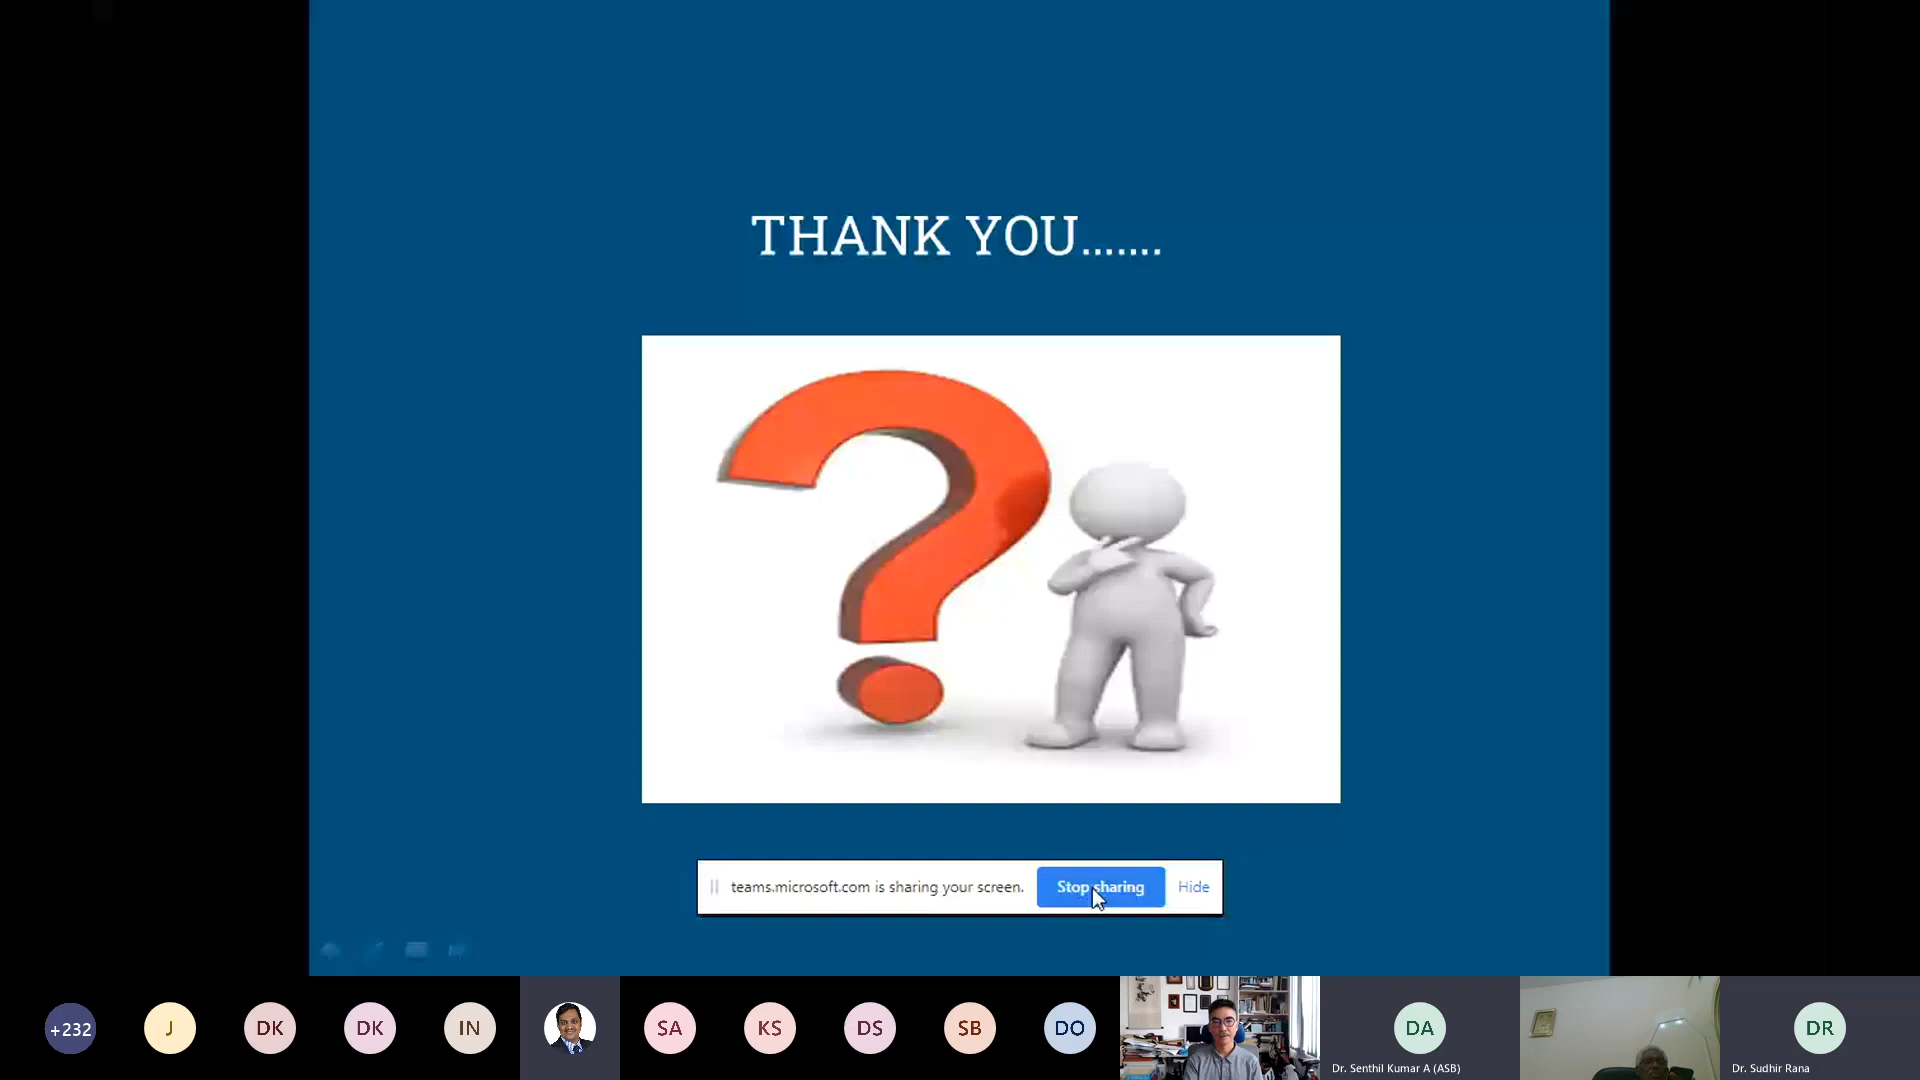 THANK YOU.......
teams.microsoft.com is sharing your screen.
Stop sharing
Hide
+232
J
DK
DK
IN
SA
KS
DS
SB
DO
DA
DR
Dr. Senthil Kumar A (ASB)
Dr. Sudhir Rana